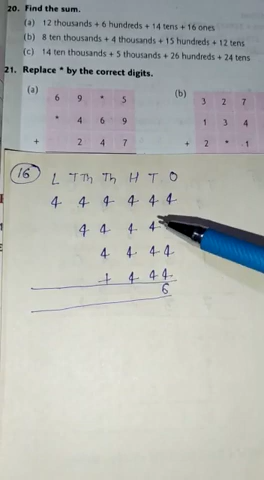 20. Find the sum.
(a) 12 thousands + 6 hundreds + 14 tens + 16 ones
(b) 8 ten thousands + 4 thousands + 15 hundreds + 12 tens
(c) 14 ten thousands + 5 thousands + 26 hundreds + 24 tens
21. Replace * by the correct digits.
(a) (b)
6 9 * 5 3 2 7
* 4 6 9 1 3 4
+ 2 4 7 + 2 * 1
16 L TTh Th H T O
4 4 4 4 4 4
4 4 4 4
4 4 4 4
+ 4 4 4
6